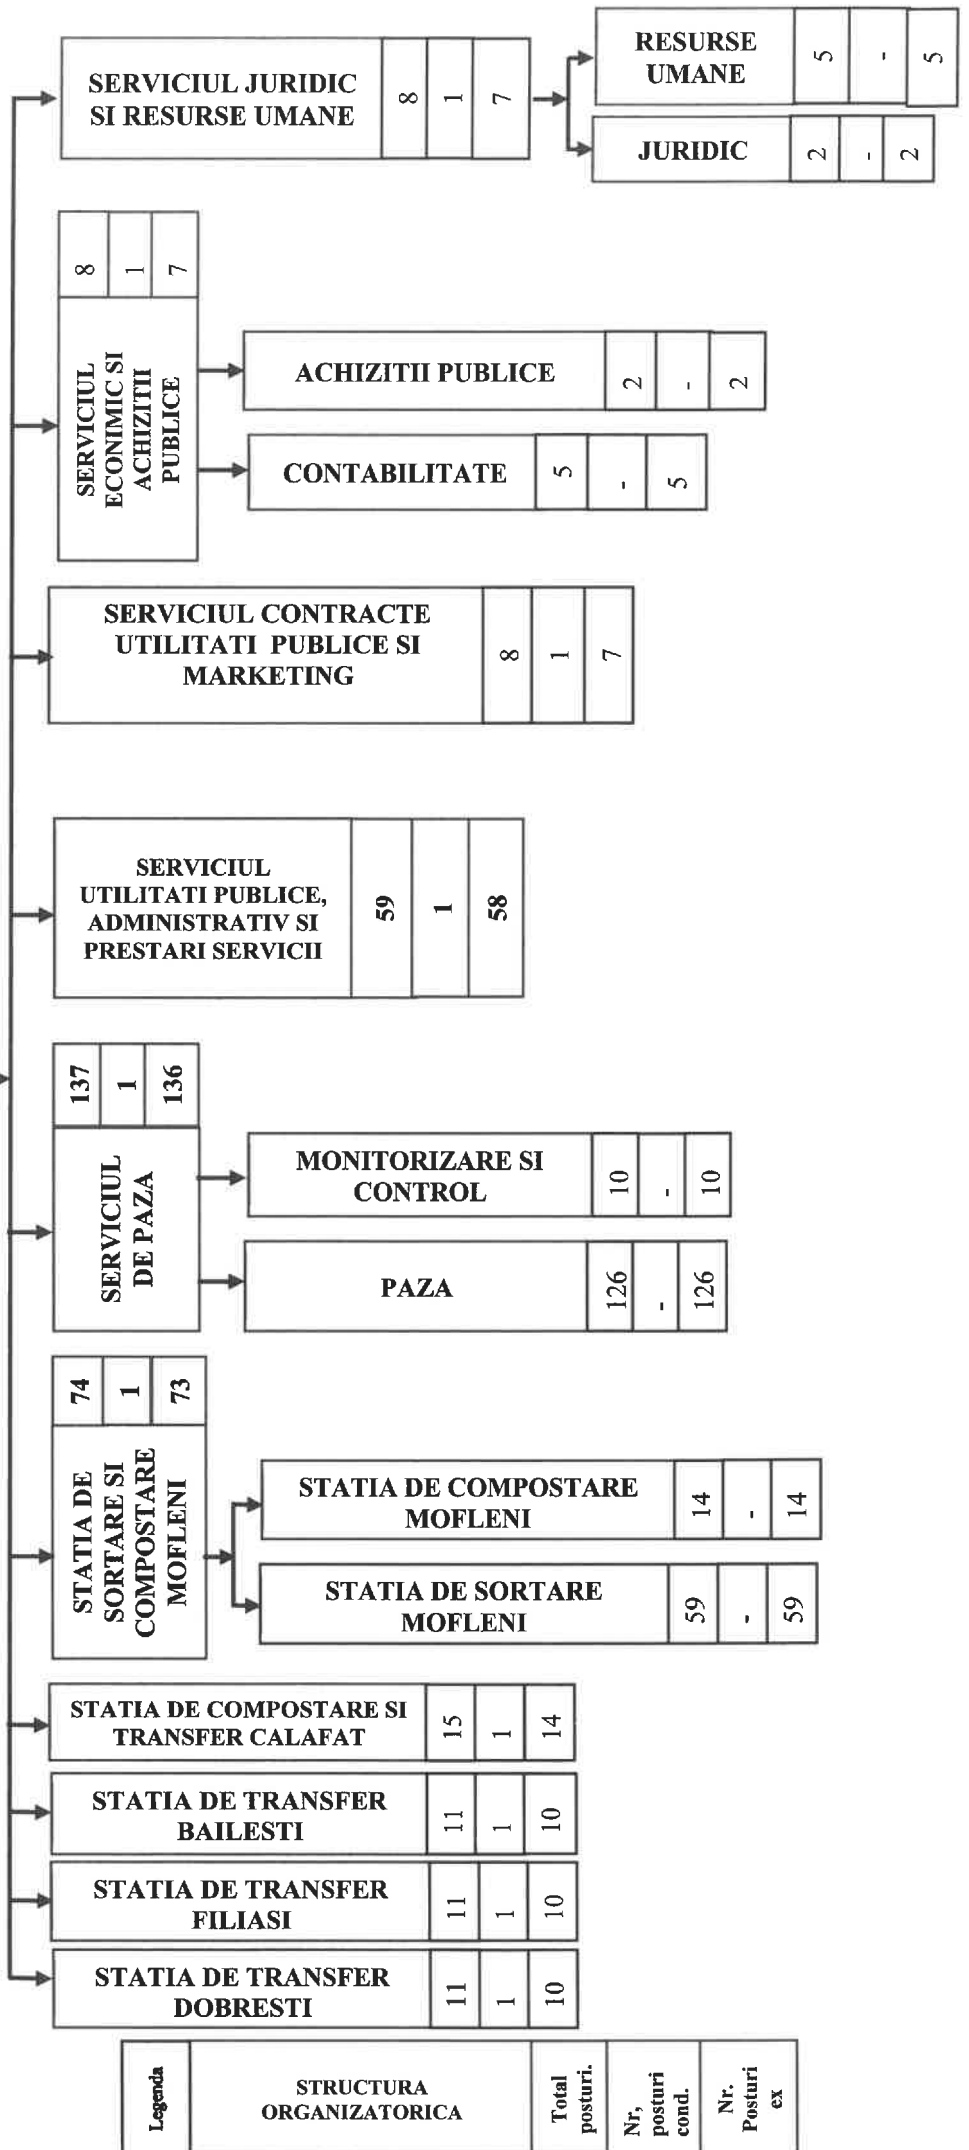 SERVICIUL JURIDIC
SI RESURSE UMANE
8
1
7
RESURSE
UMANE
5
-
5
JURIDIC
2
-
2
SERVICIUL
ECONIMIC SI
ACHIZITII
PUBLICE
8
1
7
ACHIZITII PUBLICE
2
-
2
CONTABILITATE
5
-
5
SERVICIUL CONTRACTE
UTILITATI PUBLICE SI
MARKETING
8
1
7
SERVICIUL
UTILITATI PUBLICE,
ADMINISTRATIV SI
PRESTARI SERVICII
59
1
58
SERVICIUL
DE PAZA
137
1
136
MONITORIZARE SI
CONTROL
10
-
10
PAZA
126
-
126
STATIA DE
SORTARE SI
COMPOSTARE
MOFLENI
74
1
73
STATIA DE COMPOSTARE
MOFLENI
14
-
14
STATIA DE SORTARE
MOFLENI
59
-
59
STATIA DE COMPOSTARE SI
TRANSFER CALAFAT
15
1
14
STATIA DE TRANSFER
BAILESTI
11
1
10
STATIA DE TRANSFER
FILIASI
11
1
10
STATIA DE TRANSFER
DOBRESTI
11
1
10
Legenda
STRUCTURA
ORGANIZATORICA
Total
posturi.
Nr,
posturi
cond.
Nr.
Posturi
ex